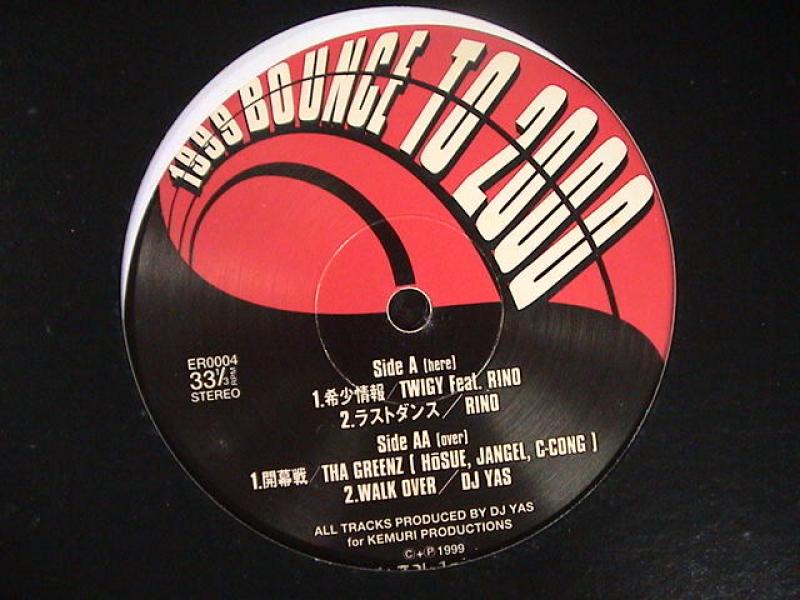 1999 BOUNCE TO 2000
ER0004
33 1/3 RPM
STEREO
Side A (here)
1.希少情報／TWIGY Feat. RINO
2.ラストダンス／RINO
Side AA (over)
1.開幕戦／THA GREENZ [ HōSUE, JANGEL, C-CONG ]
2.WALK OVER／DJ YAS
ALL TRACKS PRODUCED BY DJ YAS
for KEMURI PRODUCTIONS
©+℗ 1999